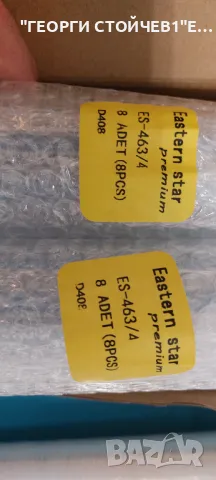 "ГЕОРГИ СТОЙЧЕВ1"Е...
Eastern star
premium
ES-463/4
8 ADET (8PCS)
D408
Eastern star
premium
ES-463/4
8 ADET (8PCS)
D408
bazar